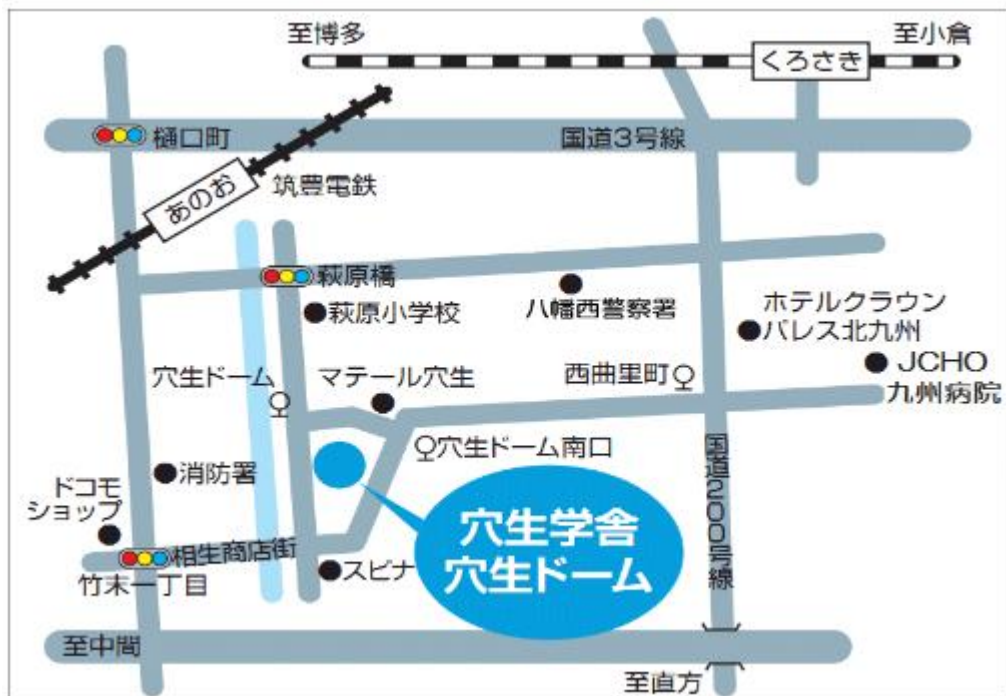 至博多
至小倉
くろさき
樋口町
国道3号線
あのお
筑豊電鉄
萩原橋
萩原小学校
八幡西警察署
ホテルクラウン
パレス北九州
JCHO
九州病院
穴生ドーム
マテール穴生
西曲里町
穴生ドーム南口
国道200号線
消防署
ドコモ
ショップ
穴生学舎
穴生ドーム
相生商店街
竹末一丁目
スピナ
至中間
至直方